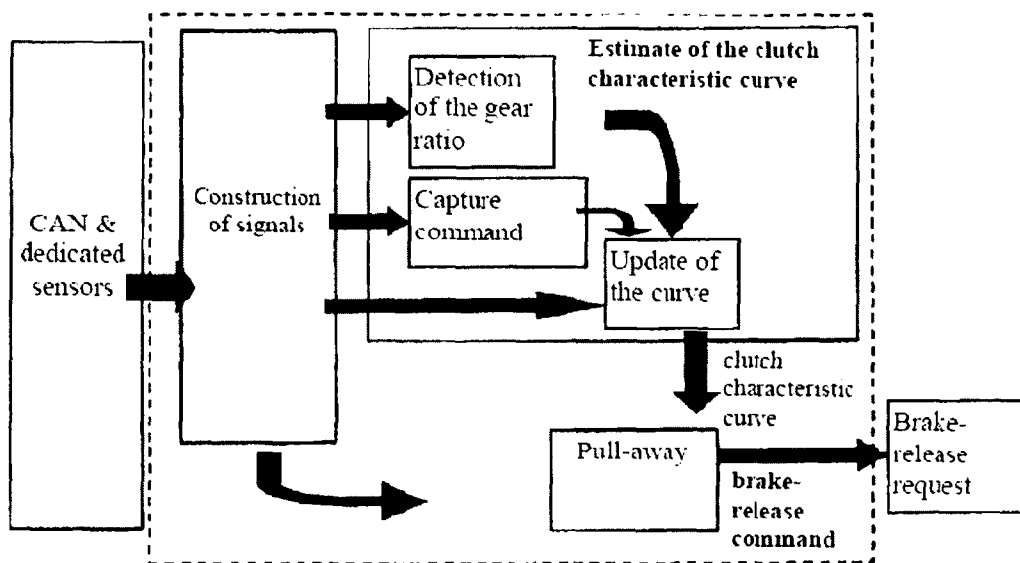 CAN &
dedicated
sensors
Construction
of signals
Detection
of the gear
ratio
Estimate of the clutch
characteristic curve
Capture
command
Update of
the curve
clutch
characteristic
curve
Pull-away
brake-
release
command
Brake-
release
request